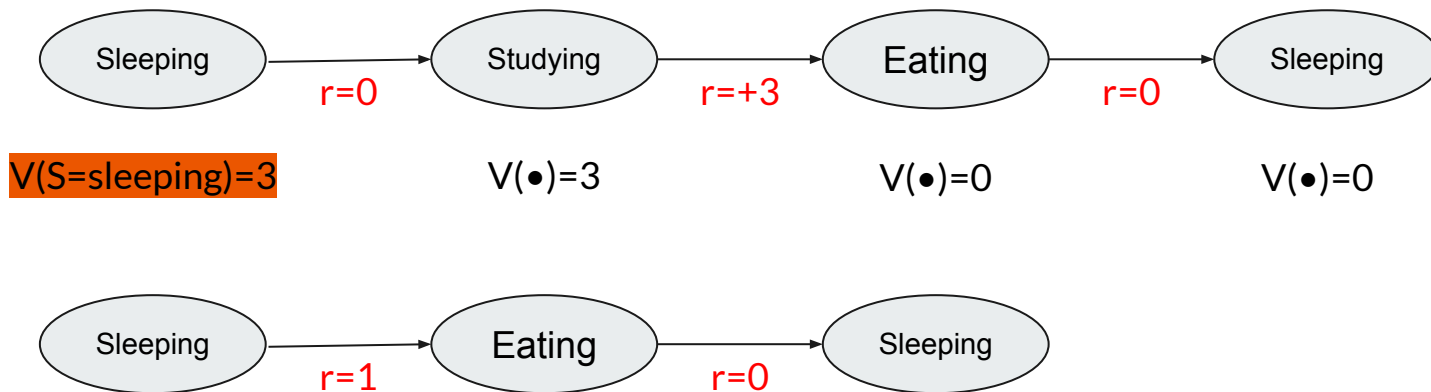 Sleeping Studying Eating Sleeping
r=0 r=+3 r=0
V(S=sleeping)=3 V(•)=3 V(•)=0 V(•)=0
Sleeping Eating Sleeping
r=1 r=0